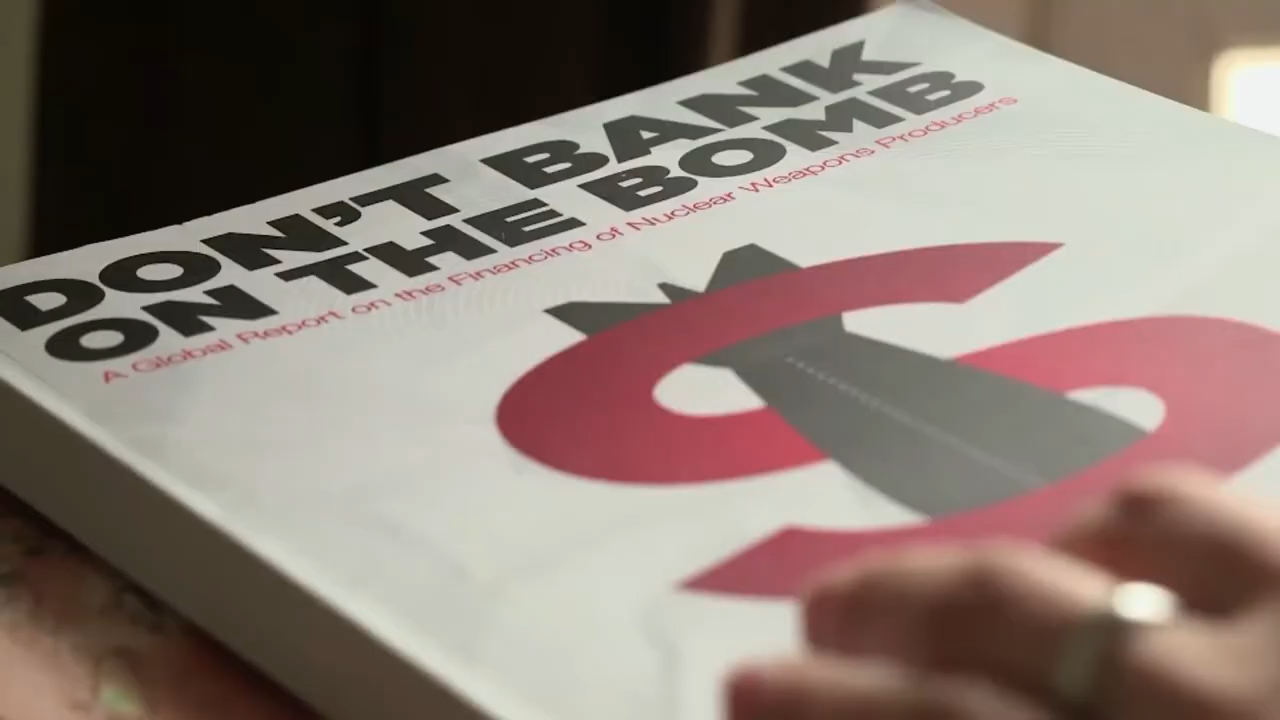 DON'T BANK
ON THE BOMB
A Global Report on the Financing of Nuclear Weapons Producers